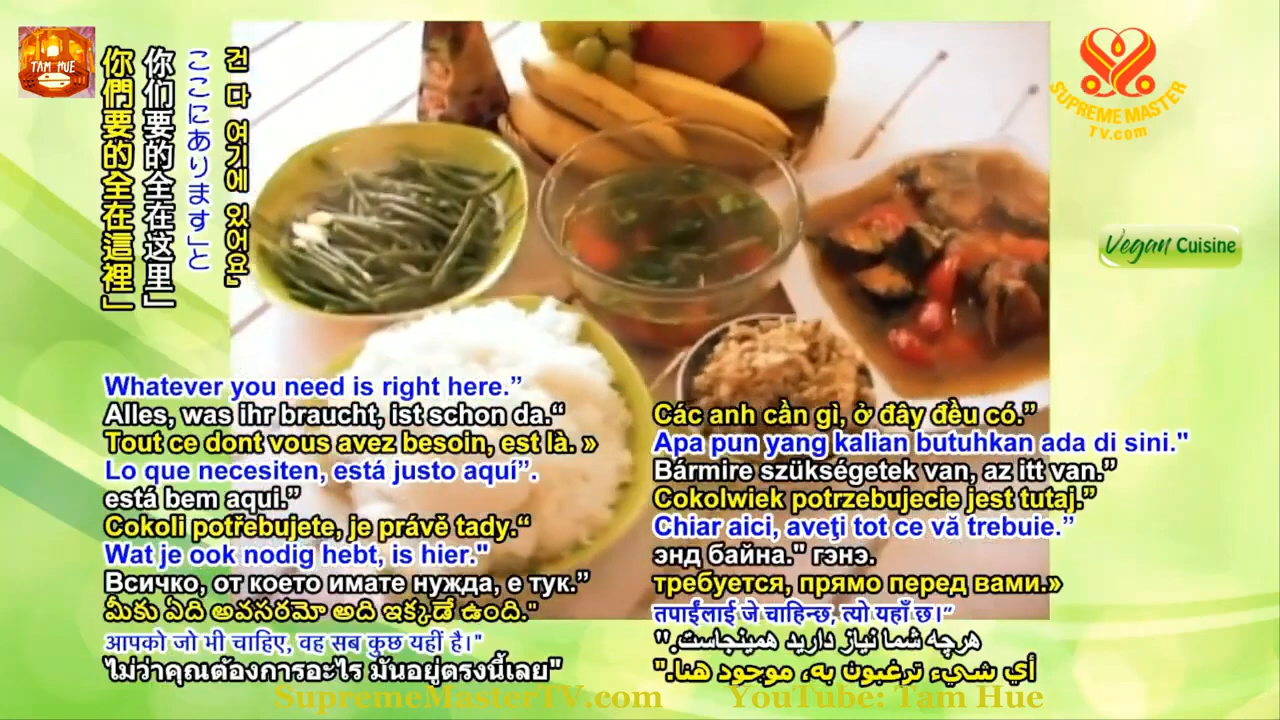 TAM HUE
건 다 여기에 있어요』
ここにあります」と
你们要的全在这里」
你們要的全在這裡」
SUPREME MASTER
TV.com
Vegan Cuisine
Whatever you need is right here.”
Alles, was ihr braucht, ist schon da.“
Tout ce dont vous avez besoin, est là. »
Lo que necesiten, está justo aquí”.
está bem aqui.”
Cokoli potřebujete, je právě tady.“
Wat je ook nodig hebt, is hier."
Всичко, от което имате нужда, е тук.”
మీకు ఏది అవసరమో అది ఇక్కడే ఉంది."
आपको जो भी चाहिए, वह सब कुछ यहीं है।"
ไม่ว่าคุณต้องการอะไร มันอยู่ตรงนี้เลย"
Các anh cần gì, ở đây đều có.”
Apa pun yang kalian butuhkan ada di sini."
Bármire szükségetek van, az itt van.”
Cokolwiek potrzebujecie jest tutaj.”
Chiar aici, aveţi tot ce vă trebuie.”
энд байна." гэнэ.
требуется, прямо перед вами.»
तपाईंलाई जे चाहिन्छ, त्यो यहाँ छ।”
هرچه شما نیاز دارید همینجاست."
أي شيء ترغبون به، موجود هنا."
SupremeMasterTV.com
YouTube: Tam Hue